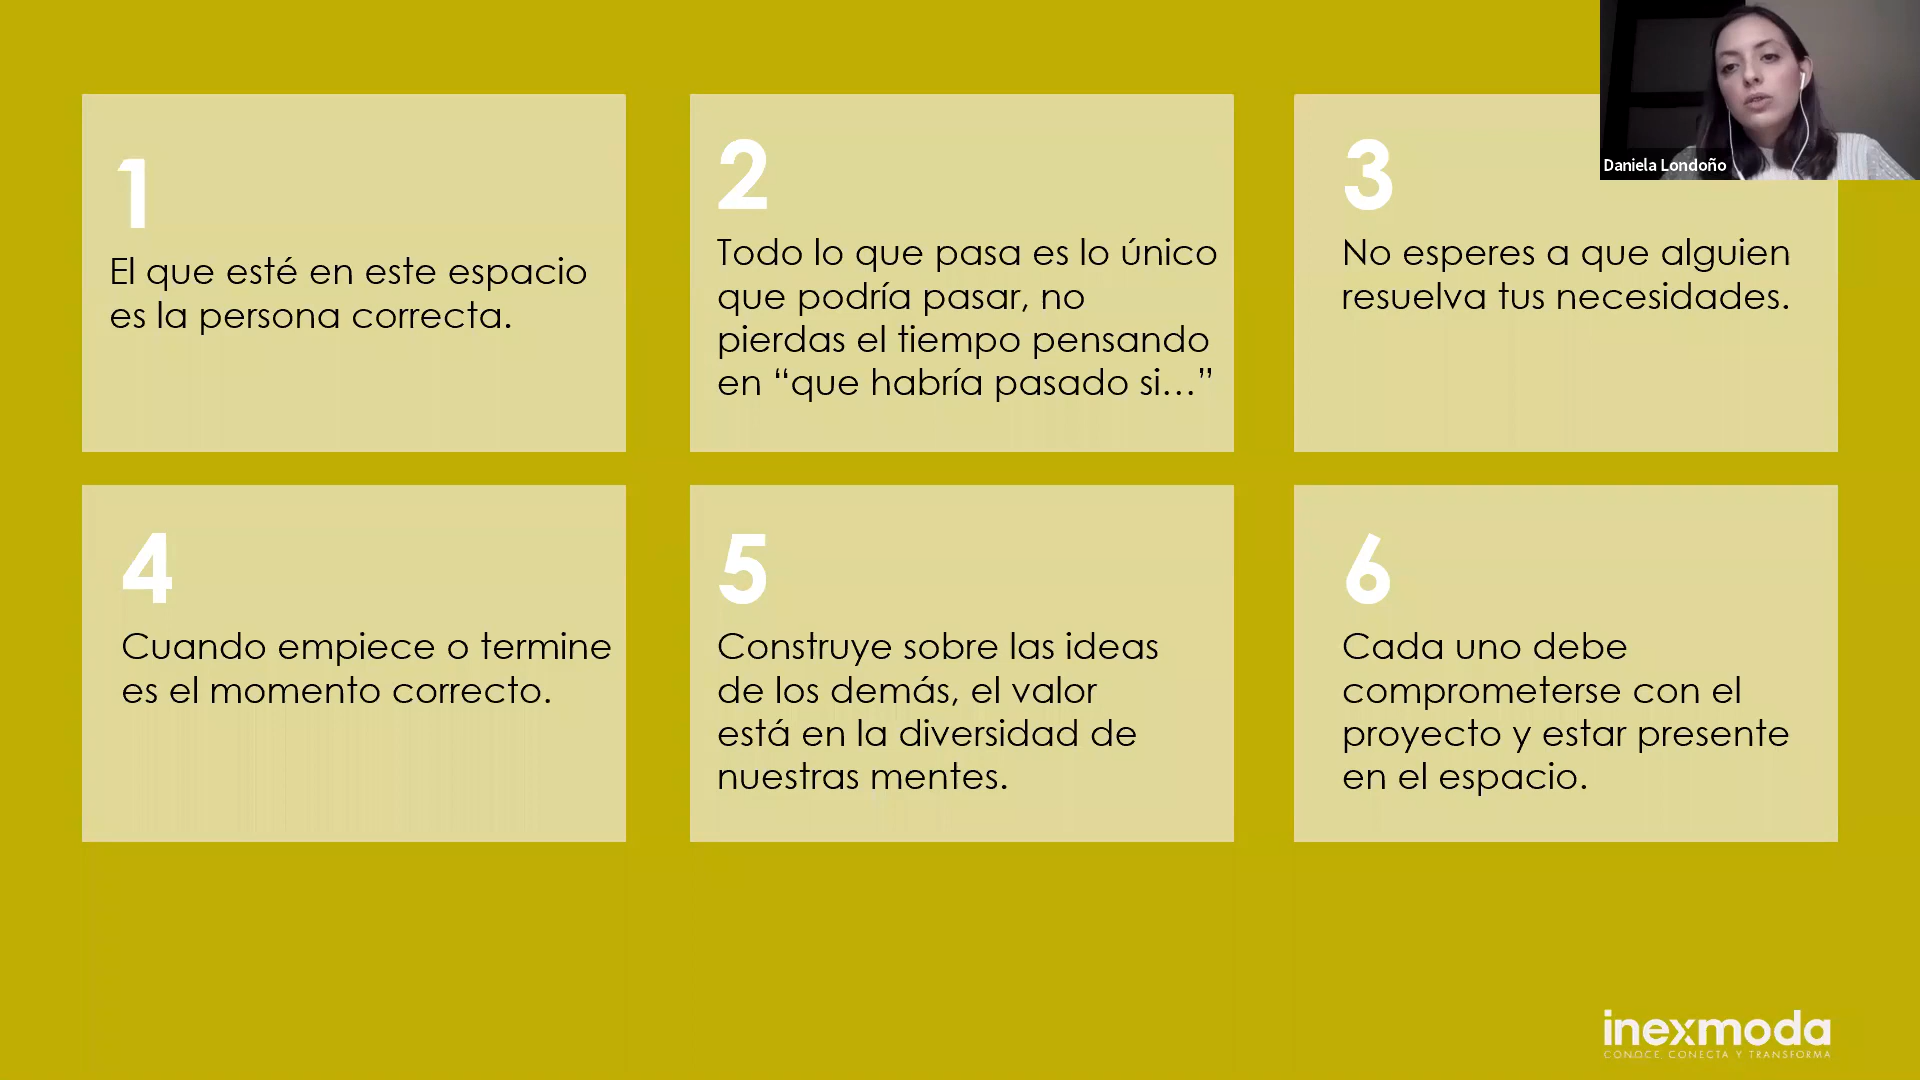 Daniela Londoño
1
El que esté en este espacio
es la persona correcta.
2
Todo lo que pasa es lo único
que podría pasar, no
pierdas el tiempo pensando
en “que habría pasado si...”
3
No esperes a que alguien
resuelva tus necesidades.
4
Cuando empiece o termine
es el momento correcto.
5
Construye sobre las ideas
de los demás, el valor
está en la diversidad de
nuestras mentes.
6
Cada uno debe
comprometerse con el
proyecto y estar presente
en el espacio.
inexmoda
CONOCE, CONECTA Y TRANSFORMA